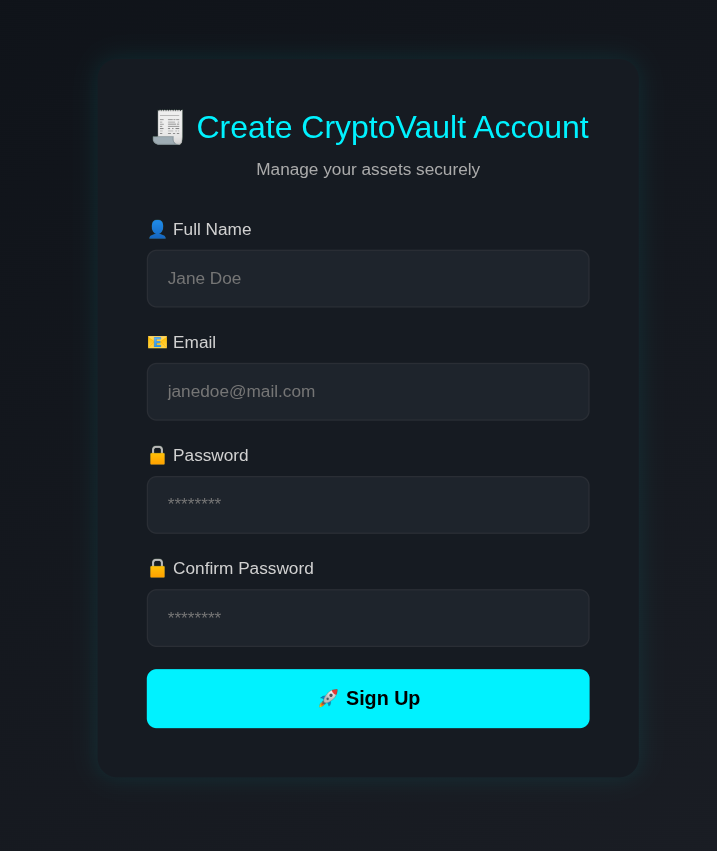 🧾 Create CryptoVault Account
Manage your assets securely
👤 Full Name
Jane Doe
📧 Email
janedoe@mail.com
🔒 Password
********
🔒 Confirm Password
********
🚀 Sign Up